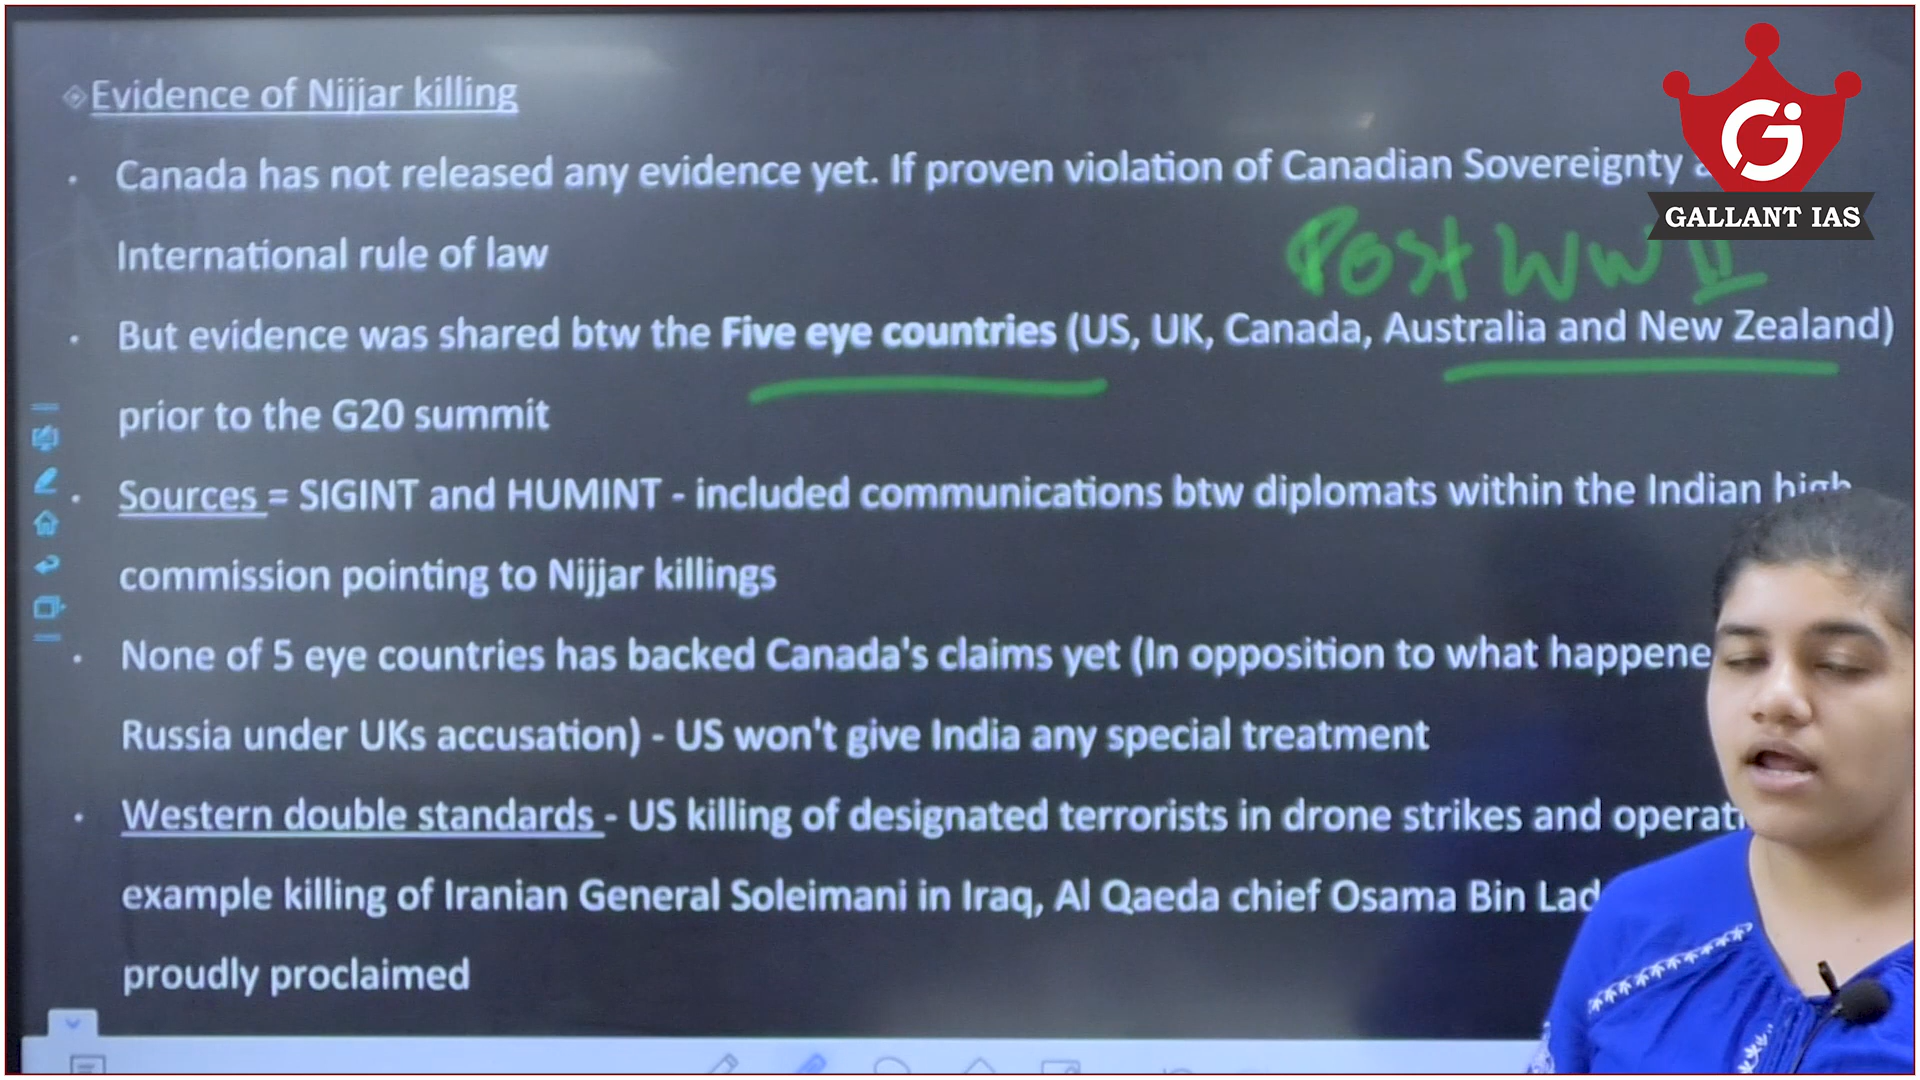 Evidence of Nijjar killing
Canada has not released any evidence yet. If proven violation of Canadian Sovereignty
GALLANT IAS
International rule of law
Post WW II
But evidence was shared btw the Five eye countries (US, UK, Canada, Australia and New Zealand)
prior to the G20 summit
Sources = SIGINT and HUMINT - included communications btw diplomats within the Indian high
commission pointing to Nijjar killings
None of 5 eye countries has backed Canada's claims yet (In opposition to what
Russia under UKs accusation) - US won't give India any special treatment
Western double standards - US killing of designated terrorists in drone strikes and
example killing of Iranian General Soleimani in Iraq, Al Qaeda chief Osama Bin
proudly proclaimed